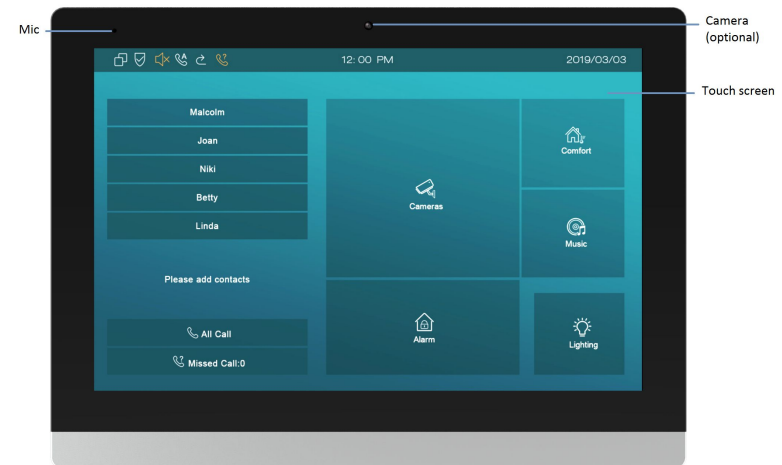 Mic
Camera
(optional)
12:00 PM
2019/03/03
Touch screen
Malcolm
Joan
Niki
Betty
Linda
Please add contacts
All Call
Missed Call:0
Cameras
Alarm
Comfort
Music
Lighting